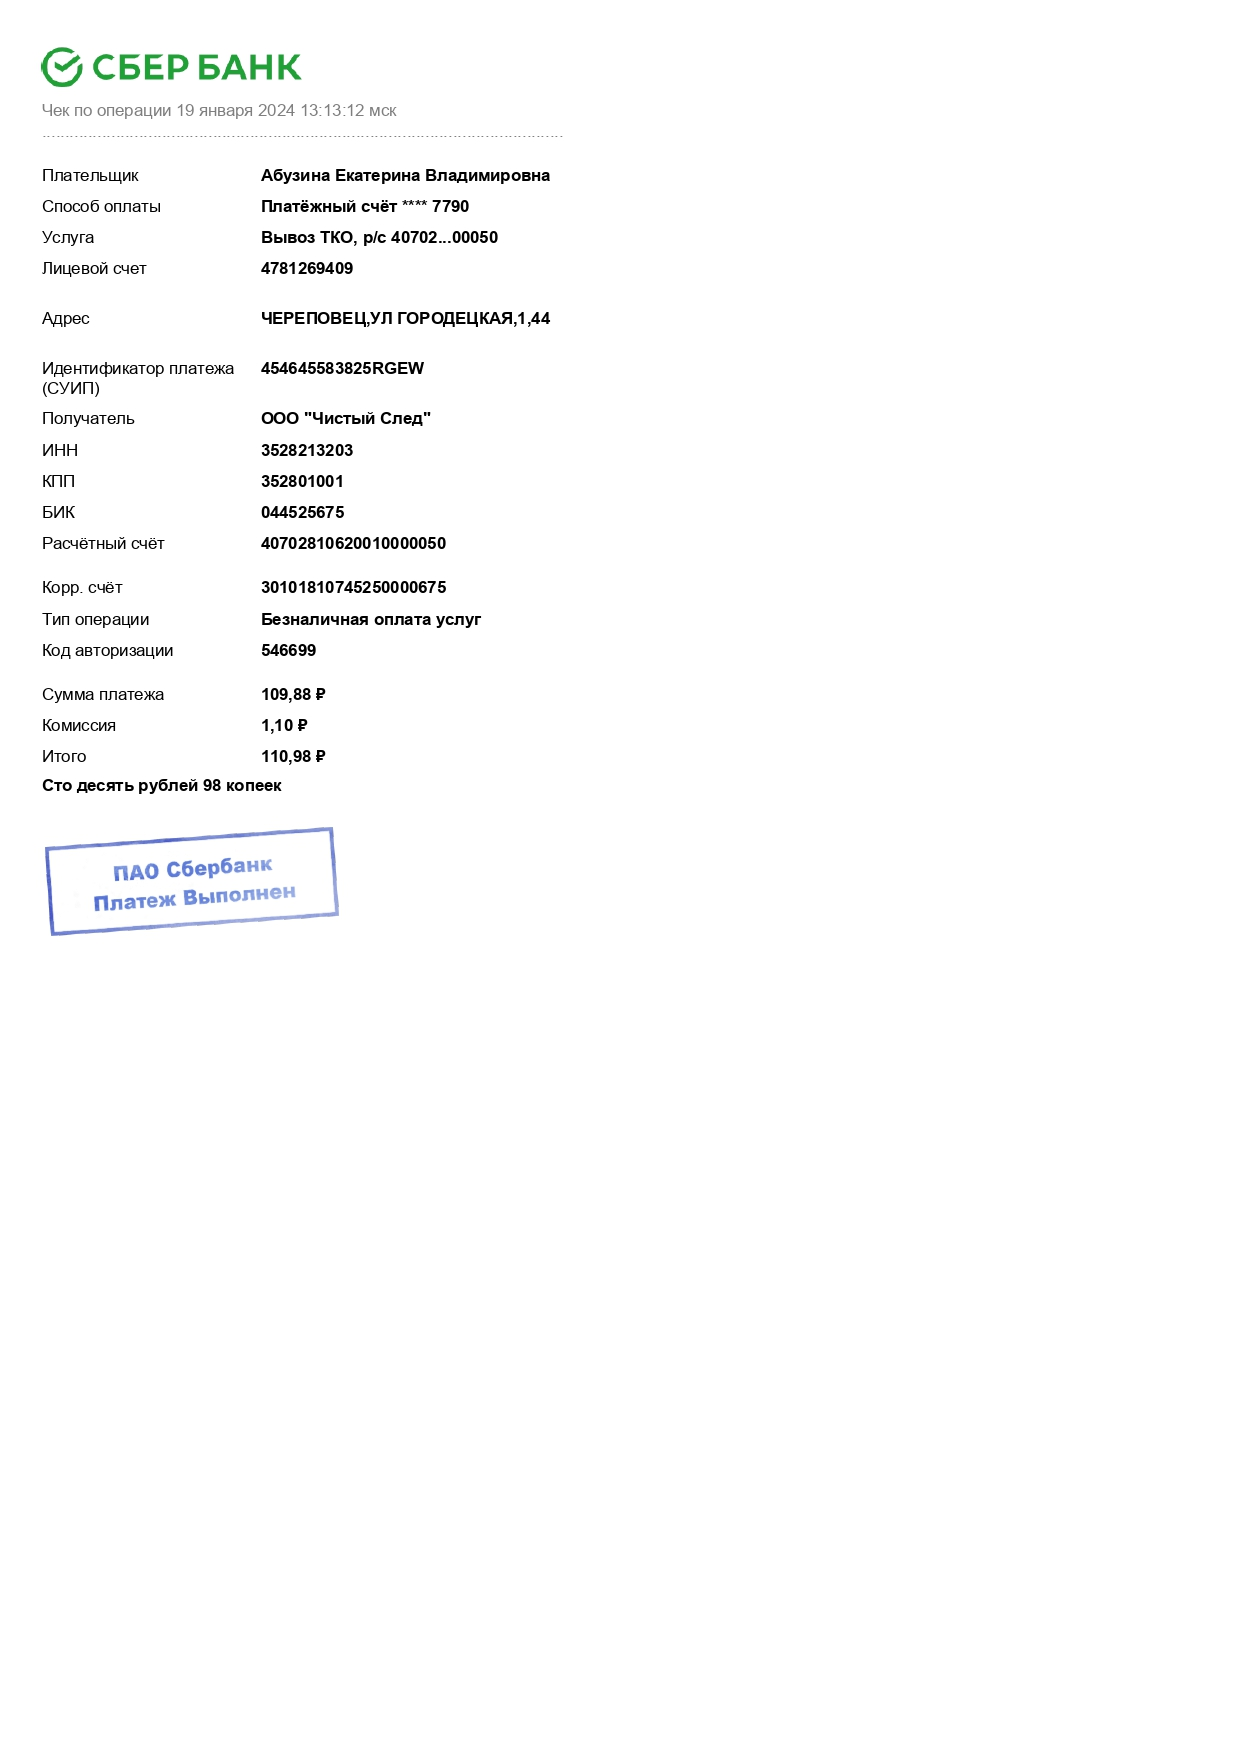 СБЕР БАНК
Чек по операции 19 января 2024 13:13:12 мск
Плательщик Абузина Екатерина Владимировна
Способ оплаты Платёжный счёт **** 7790
Услуга Вывоз ТКО, р/с 40702...00050
Лицевой счет 4781269409
Адрес ЧЕРЕПОВЕЦ,УЛ ГОРОДЕЦКАЯ,1,44
Идентификатор платежа 454645583825RGEW
(СУИП)
Получатель ООО "Чистый След"
ИНН 3528213203
КПП 352801001
БИК 044525675
Расчётный счёт 40702810620010000050
Корр. счёт 30101810745250000675
Тип операции Безналичная оплата услуг
Код авторизации 546699
Сумма платежа 109,88 ₽
Комиссия 1,10 ₽
Итого 110,98 ₽
Сто десять рублей 98 копеек
ПАО Сбербанк
Платеж Выполнен